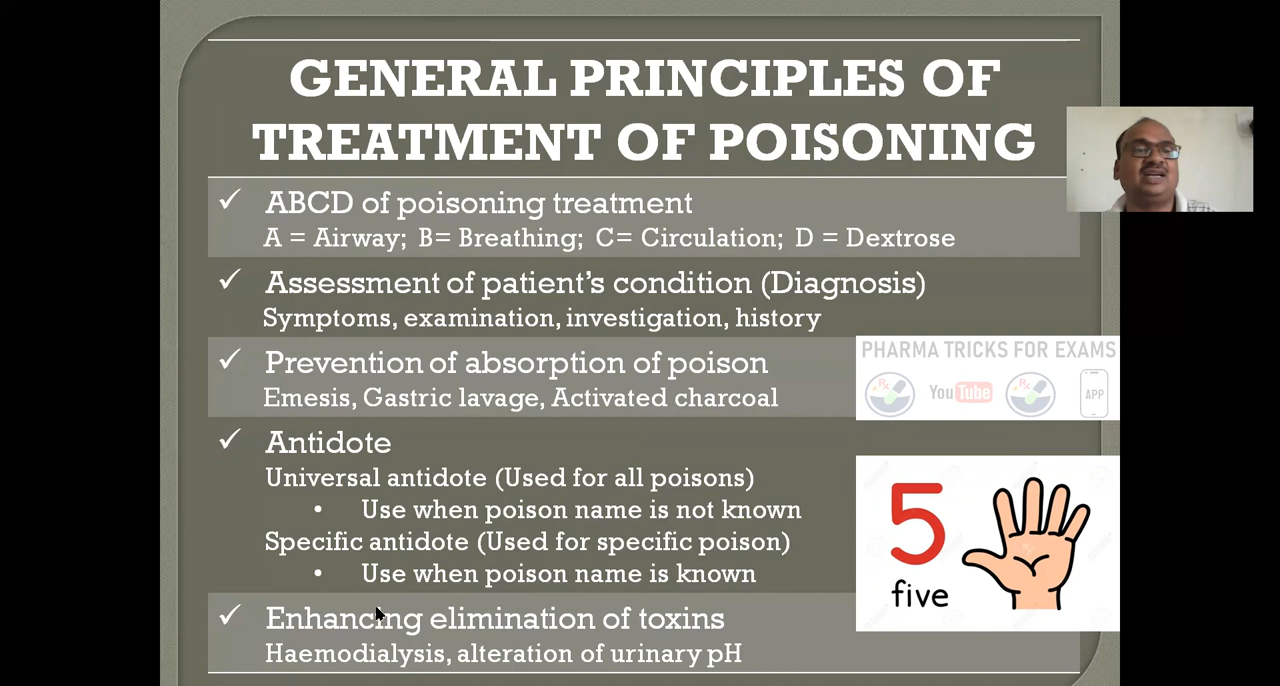 GENERAL PRINCIPLES OF
TREATMENT OF POISONING
✓ ABCD of poisoning treatment
A = Airway; B= Breathing; C= Circulation; D = Dextrose
✓ Assessment of patient's condition (Diagnosis)
Symptoms, examination, investigation, history
✓ Prevention of absorption of poison
Emesis, Gastric lavage, Activated charcoal
✓ Antidote
Universal antidote (Used for all poisons)
• Use when poison name is not known
Specific antidote (Used for specific poison)
• Use when poison name is known
✓ Enhancing elimination of toxins
Haemodialysis, alteration of urinary pH
PHARMA TRICKS FOR EXAMS
Rx YouTube Rx APP
5
five